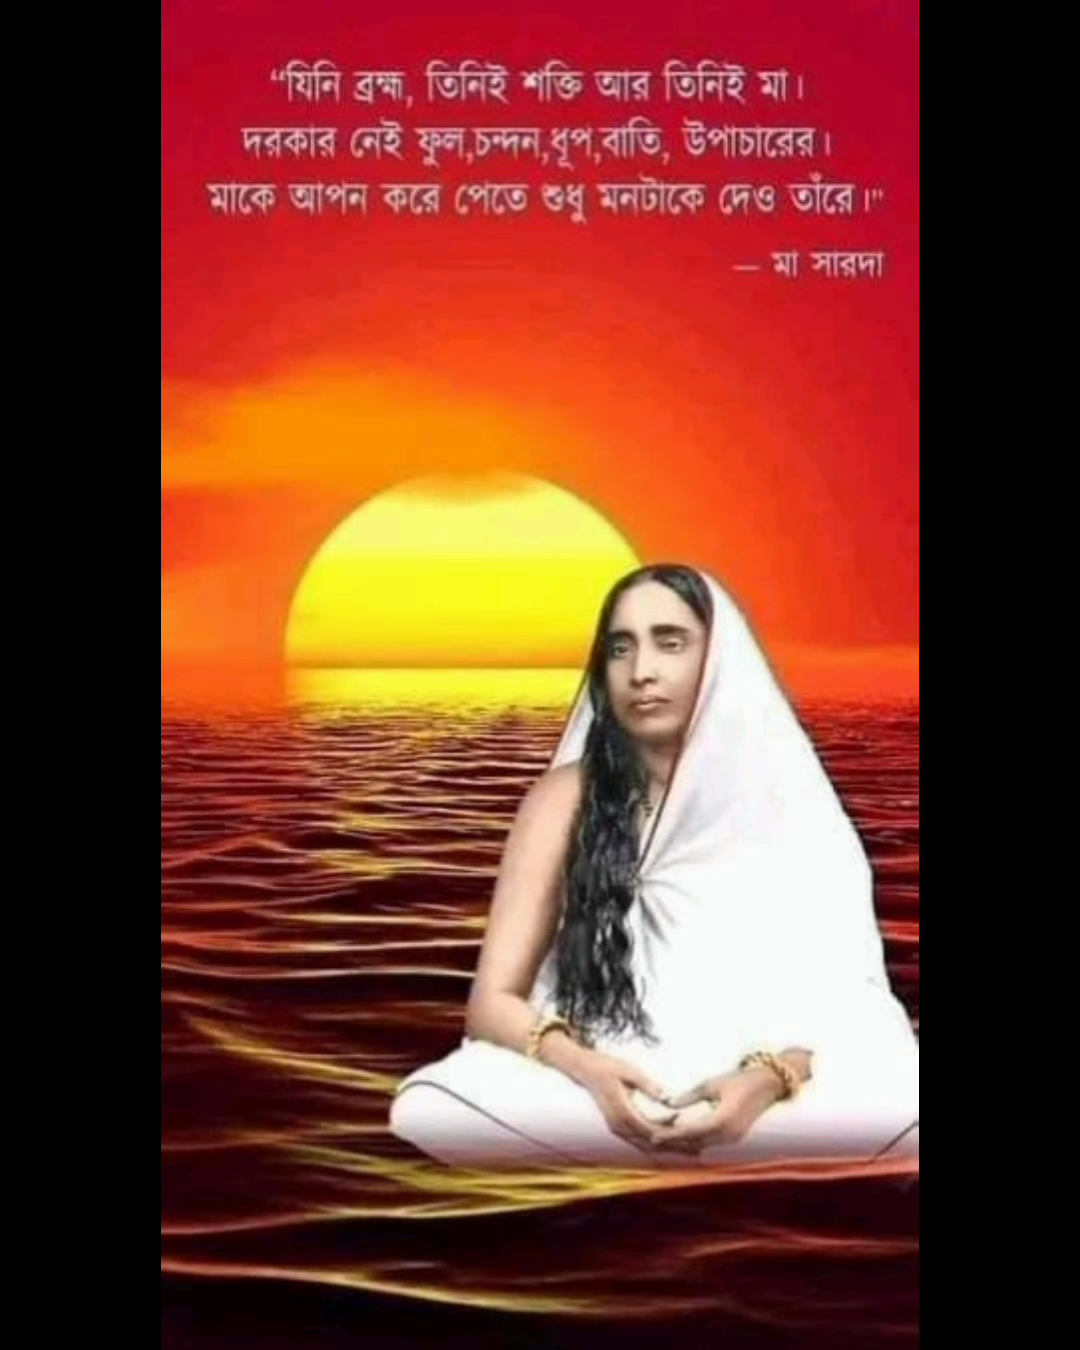 “যিনি ব্রহ্ম, তিনিই শক্তি আর তিনিই মা।
দরকার নেই ফুল,চন্দন,ধূপ,বাতি, উপাচারের।
মাকে আপন করে পেতে শুধু মনটাকে দেও তাঁরে।”
— মা সারদা